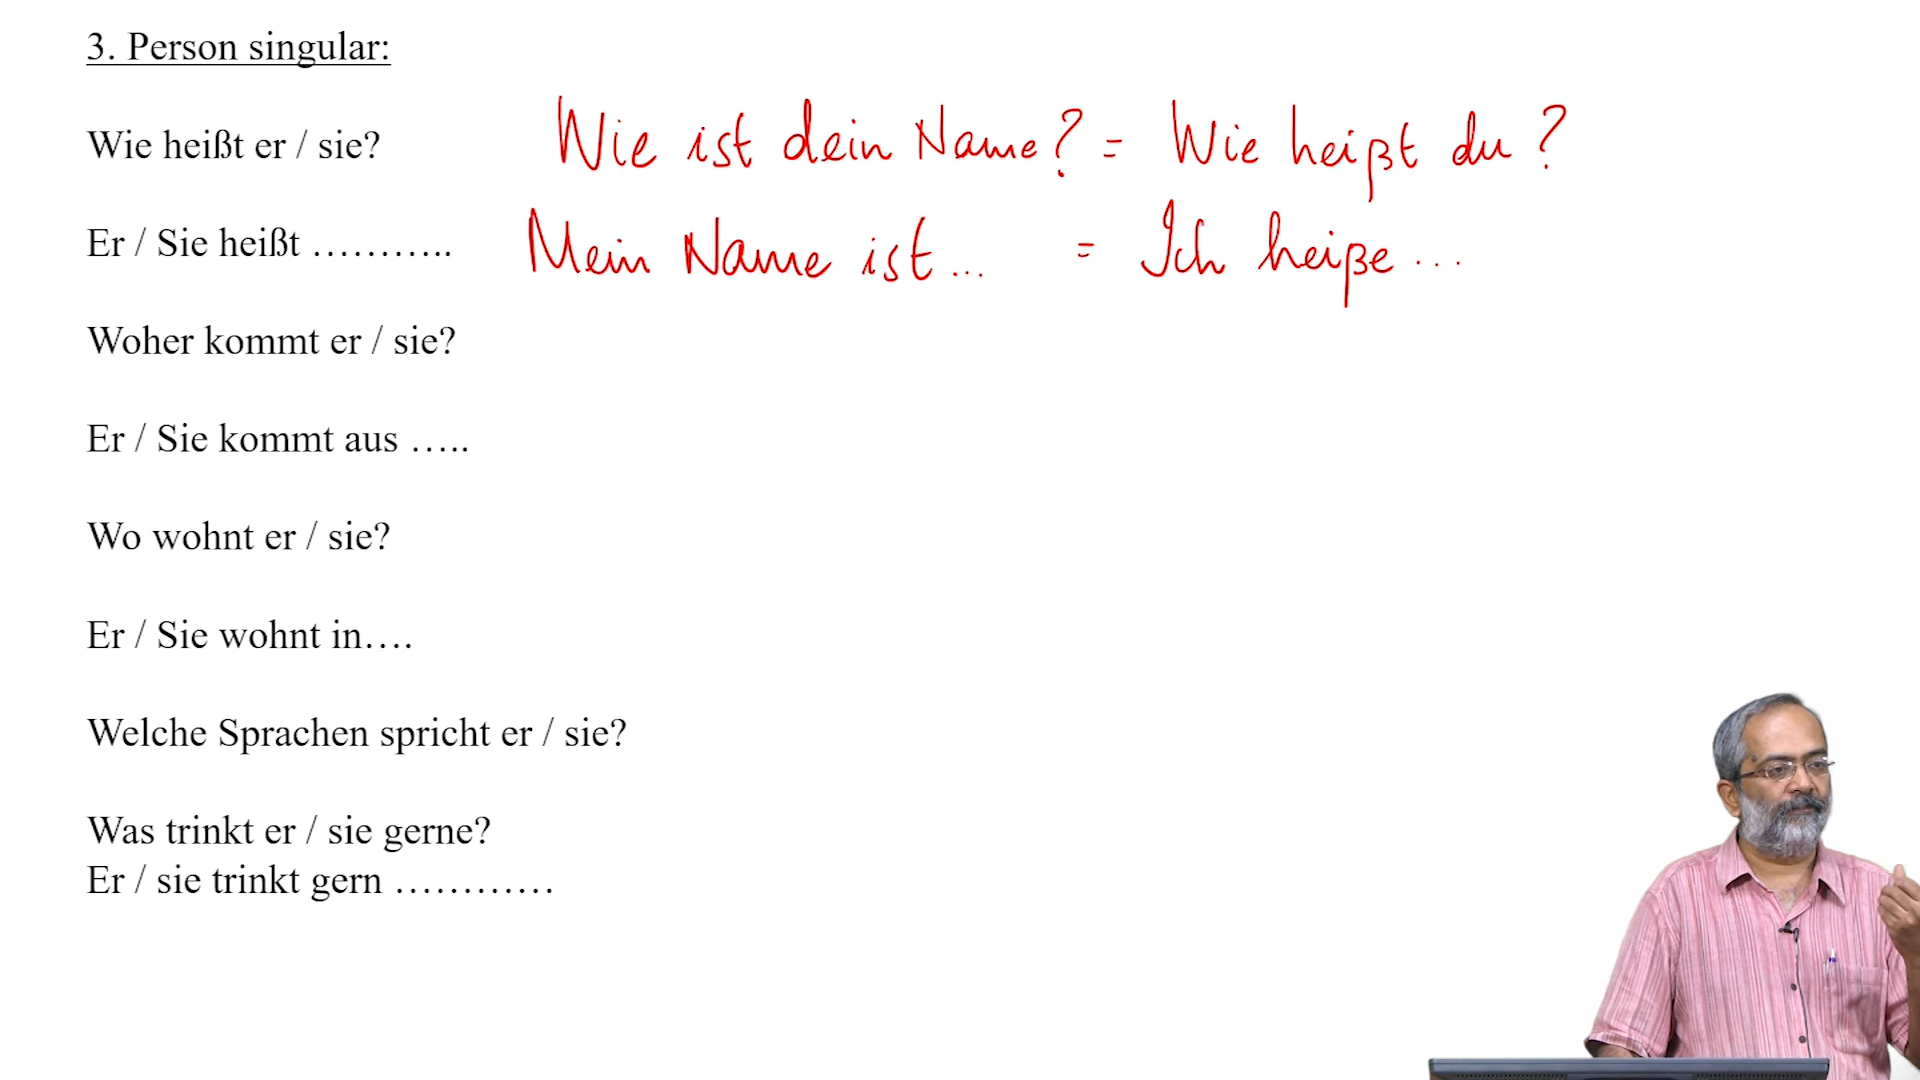 3. Person singular:
Wie heißt er / sie?
Wie ist dein Name? = Wie heißt du?
Er / Sie heißt ………..
Mein Name ist... = Ich heiße ...
Woher kommt er / sie?
Er / Sie kommt aus …..
Wo wohnt er / sie?
Er / Sie wohnt in….
Welche Sprachen spricht er / sie?
Was trinkt er / sie gerne?
Er / sie trinkt gern …………